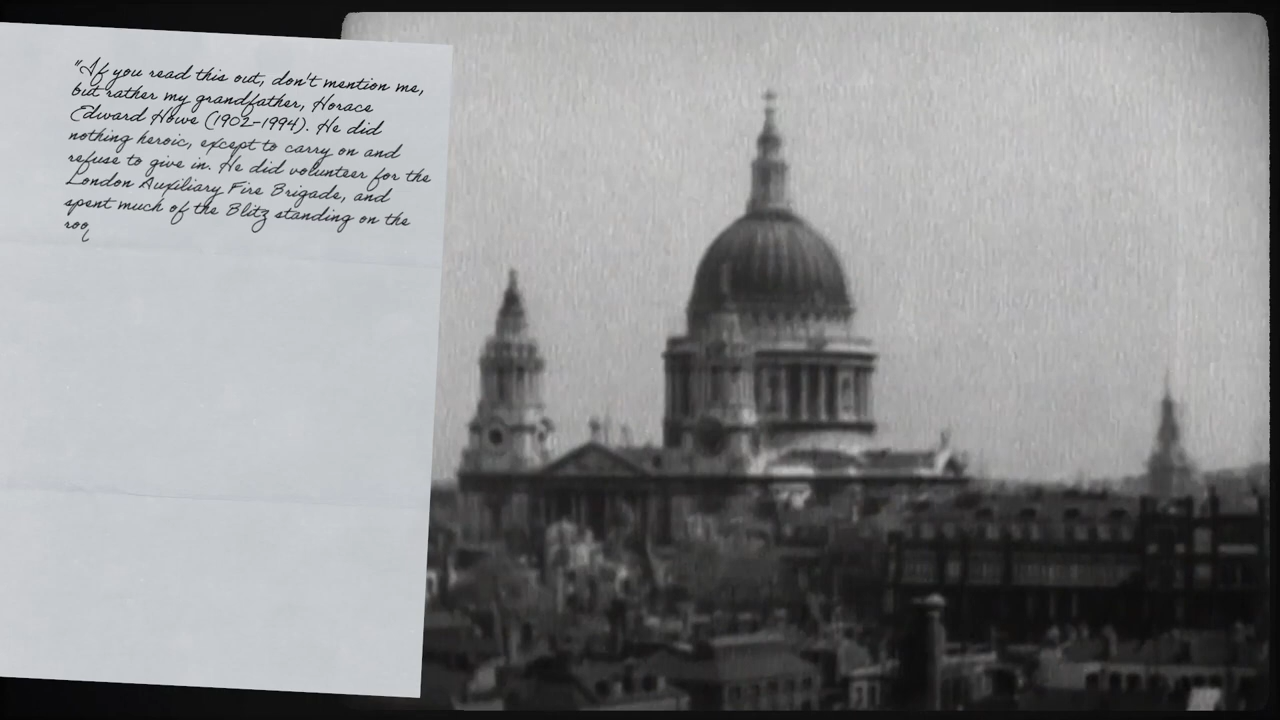 "If you read this out, don't mention me,
but rather my grandfather, Horace
Edward Howe (1902-1994). He did
nothing heroic, except to carry on and
refuse to give in. He did volunteer for the
London Auxiliary Fire Brigade, and
spent much of the Blitz standing on the
roo